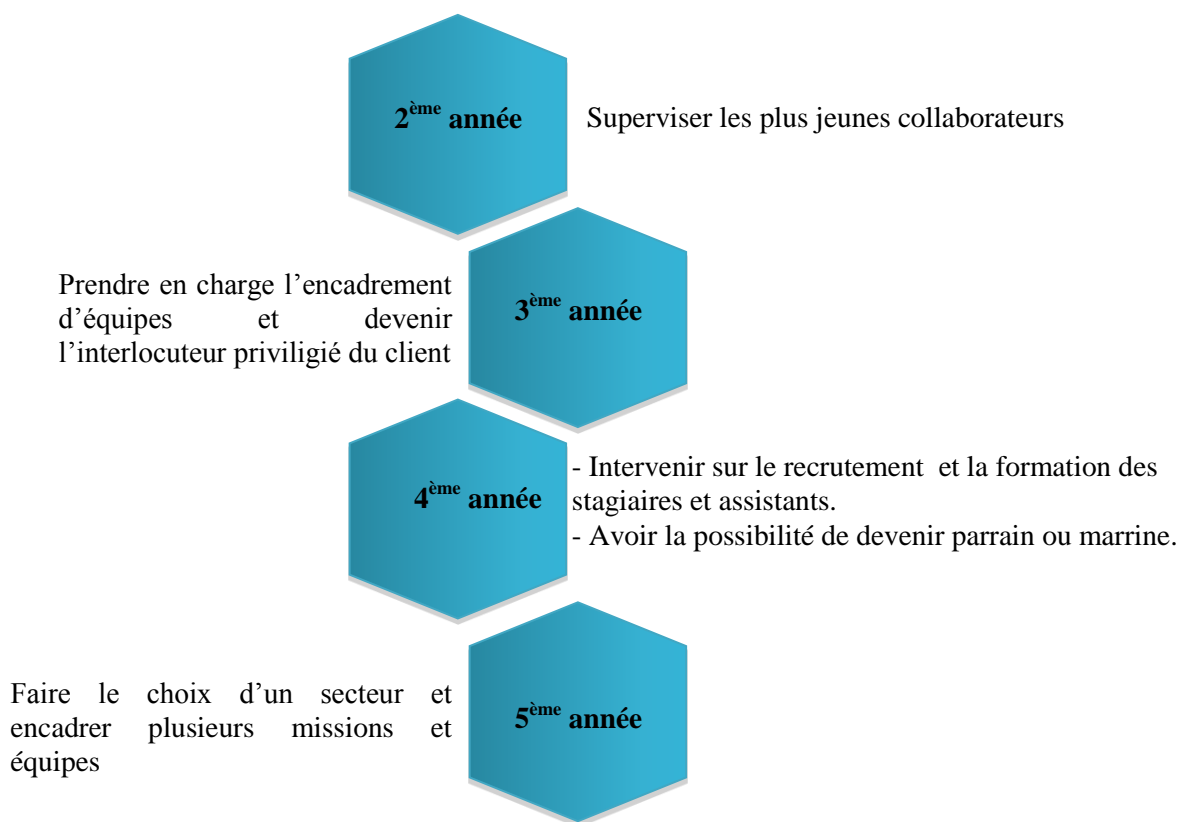 2ème année
Superviser les plus jeunes collaborateurs
Prendre en charge l’encadrement
d’équipes et devenir
l’interlocuteur priviligié du client
3ème année
4ème année
- Intervenir sur le recrutement et la formation des
stagiaires et assistants.
- Avoir la possibilité de devenir parrain ou marrine.
Faire le choix d’un secteur et
encadrer plusieurs missions et
équipes
5ème année